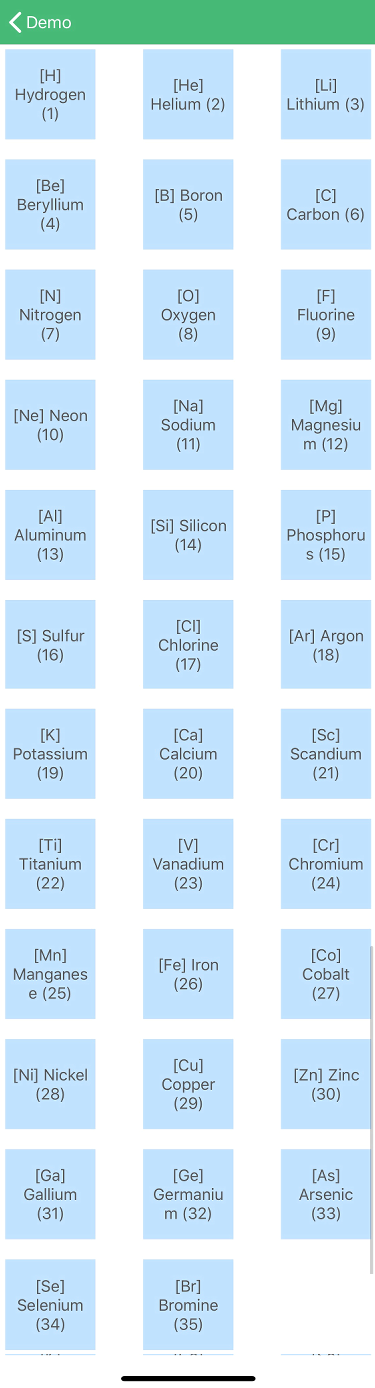 Demo
[H]
Hydrogen
(1)
[He]
Helium (2)
[Li]
Lithium (3)
[Be]
Beryllium
(4)
[B] Boron
(5)
[C]
Carbon (6)
[N]
Nitrogen
(7)
[O]
Oxygen
(8)
[F]
Fluorine
(9)
[Ne] Neon
(10)
[Na]
Sodium
(11)
[Mg]
Magnesiu
m (12)
[Al]
Aluminum
(13)
[Si] Silicon
(14)
[P]
Phosphoru
s (15)
[S] Sulfur
(16)
[Cl]
Chlorine
(17)
[Ar] Argon
(18)
[K]
Potassium
(19)
[Ca]
Calcium
(20)
[Sc]
Scandium
(21)
[Ti]
Titanium
(22)
[V]
Vanadium
(23)
[Cr]
Chromium
(24)
[Mn]
Manganes
e (25)
[Fe] Iron
(26)
[Co]
Cobalt
(27)
[Ni] Nickel
(28)
[Cu]
Copper
(29)
[Zn] Zinc
(30)
[Ga]
Gallium
(31)
[Ge]
Germaniu
m (32)
[As]
Arsenic
(33)
[Se]
Selenium
(34)
[Br]
Bromine
(35)